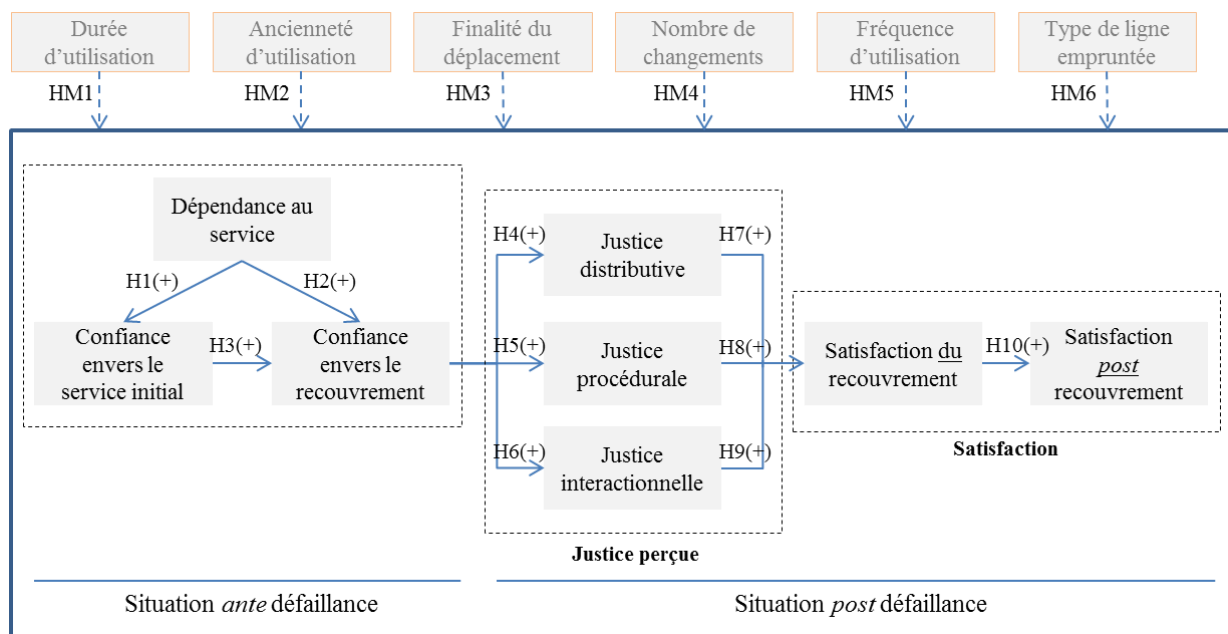 Durée
d’utilisation
Ancienneté
d’utilisation
Finalité du
déplacement
Nombre de
changements
Fréquence
d’utilisation
Type de ligne
empruntée
HM1
HM2
HM3
HM4
HM5
HM6
Dépendance au
service
H1(+)
H2(+)
Confiance
envers le
service initial
H3(+)
Confiance
envers le
recouvrement
H4(+)
Justice
distributive
H7(+)
H5(+)
Justice
procédurale
H8(+)
H6(+)
Justice
interactionnelle
H9(+)
Justice perçue
Satisfaction du
recouvrement
H10(+)
Satisfaction
post
recouvrement
Satisfaction
Situation ante défaillance
Situation post défaillance